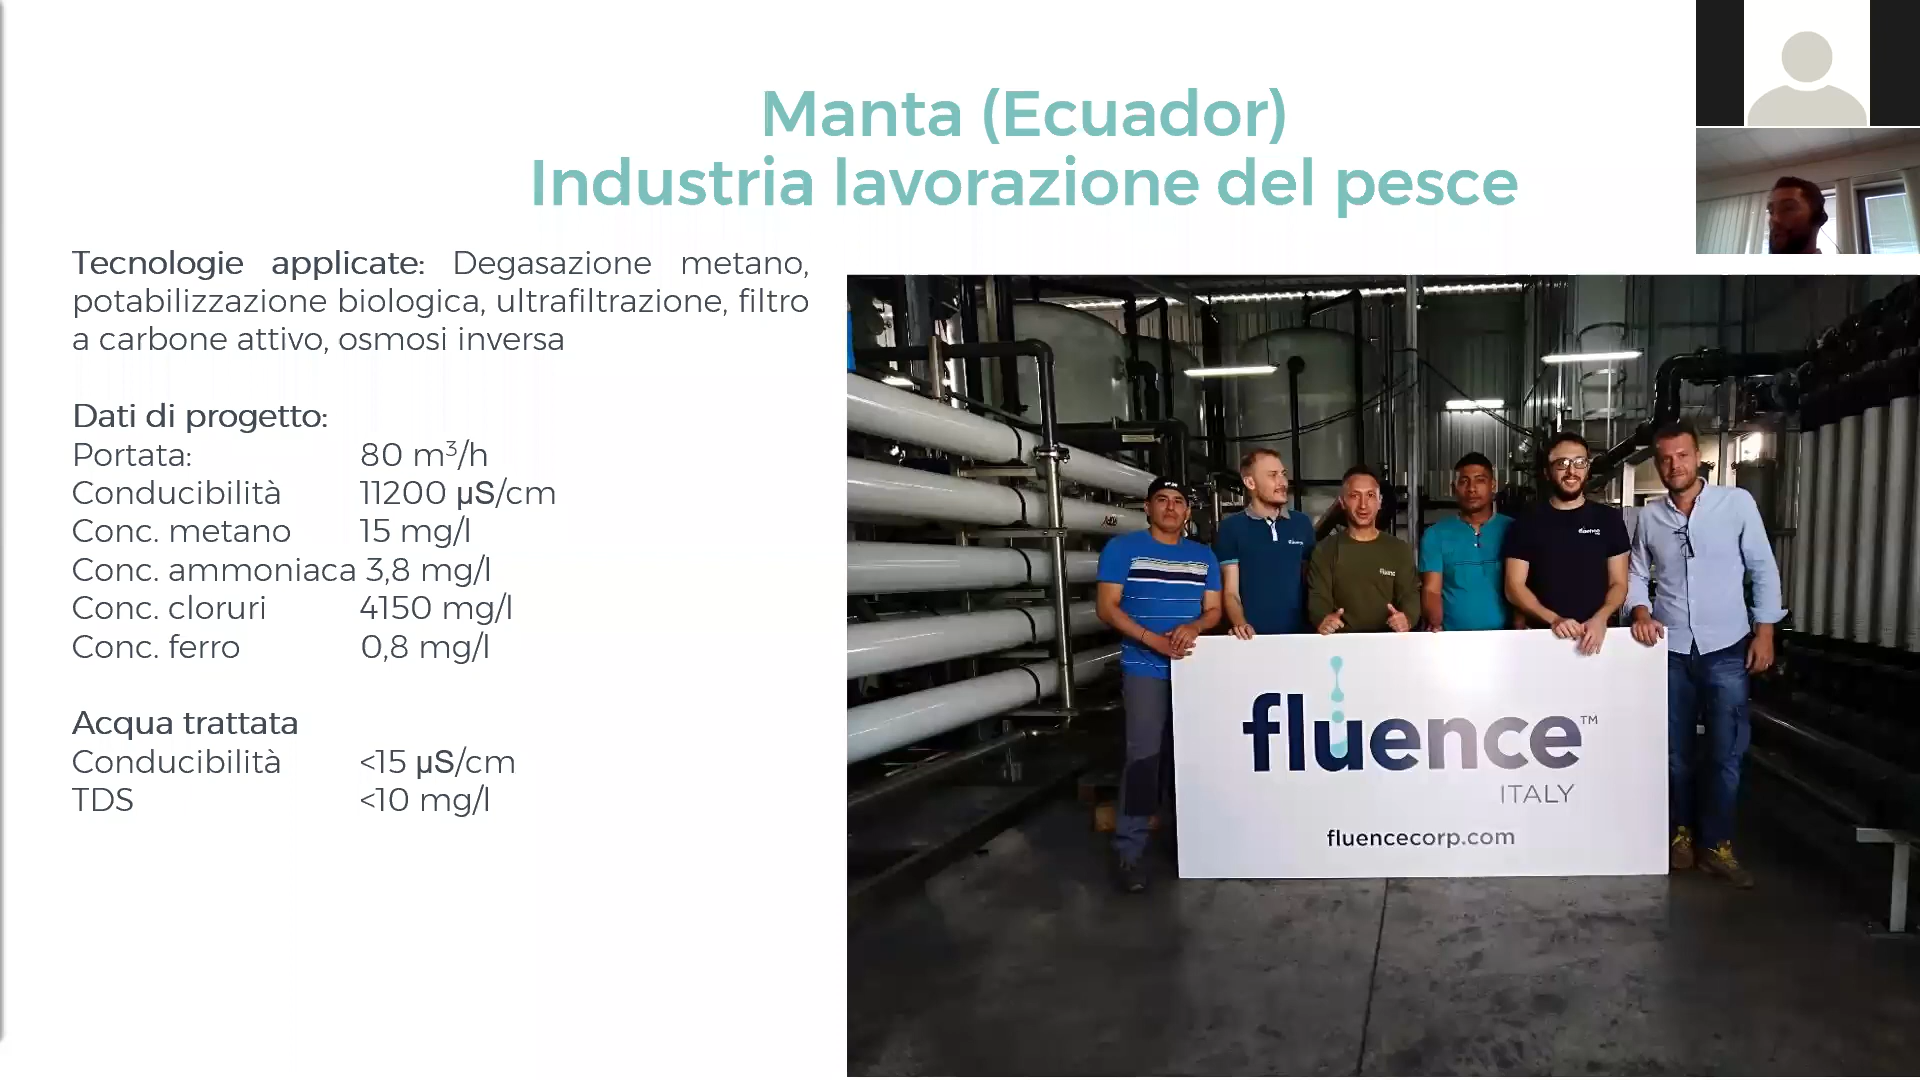 Manta (Ecuador)
Industria lavorazione del pesce
Tecnologie applicate: Degasazione metano,
potabilizzazione biologica, ultrafiltrazione, filtro
a carbone attivo, osmosi inversa
Dati di progetto:
Portata: 80 m³/h
Conducibilità 11200 µS/cm
Conc. metano 15 mg/l
Conc. ammoniaca 3,8 mg/l
Conc. cloruri 4150 mg/l
Conc. ferro 0,8 mg/l
Acqua trattata
Conducibilità <15 µS/cm
TDS <10 mg/l
fluence™
ITALY
fluencecorp.com